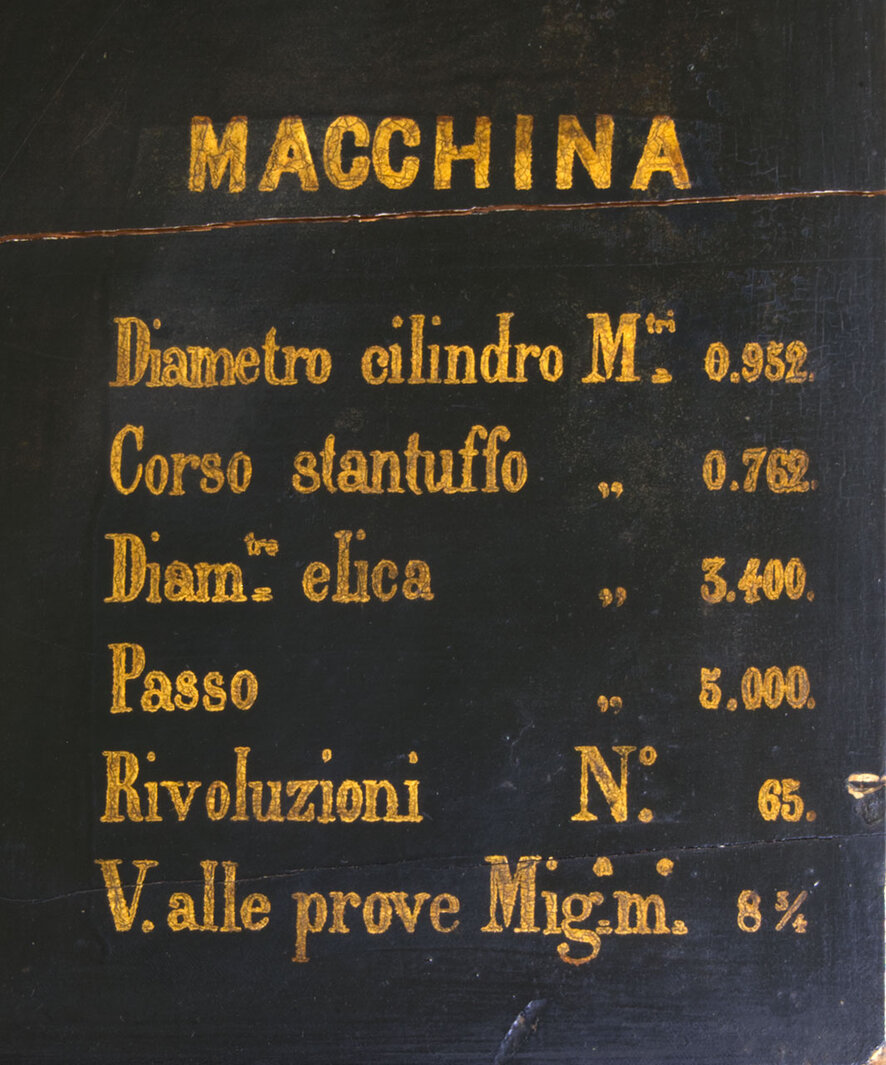 MACCHINA
Diametro cilindro M.tri 0.952.
Corso stantuffo „ 0.762.
Diam.tre elica „ 3.400.
Passo „ 5.000.
Rivoluzioni N.o 65.
V. alle prove Mig.a m.e 8 ¾